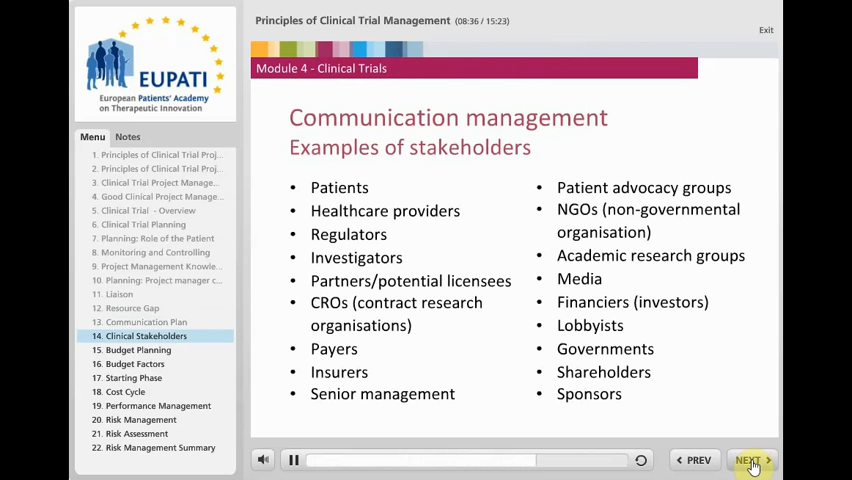 Principles of Clinical Trial Management (08:36 / 15:23)
Exit
EUPATI
European Patients' Academy
on Therapeutic Innovation
Menu
Notes
1. Principles of Clinical Trial Proj...
2. Principles of Clinical Trial Proj...
3. Clinical Trial Project Manage...
4. Good Clinical Project Manage...
5. Clinical Trial - Overview
6. Clinical Trial Planning
7. Planning: Role of the Patient
8. Monitoring and Controlling
9. Project Management Knowle...
10. Planning: Project manager c...
11. Liaison
12. Resource Gap
13. Communication Plan
14. Clinical Stakeholders
15. Budget Planning
16. Budget Factors
17. Starting Phase
18. Cost Cycle
19. Performance Management
20. Risk Management
21. Risk Assessment
22. Risk Management Summary
Module 4 - Clinical Trials
Communication management
Examples of stakeholders
• Patients
• Healthcare providers
• Regulators
• Investigators
• Partners/potential licensees
• CROs (contract research
organisations)
• Payers
• Insurers
• Senior management
• Patient advocacy groups
• NGOs (non-governmental
organisation)
• Academic research groups
• Media
• Financiers (investors)
• Lobbyists
• Governments
• Shareholders
• Sponsors
PREV
NEXT